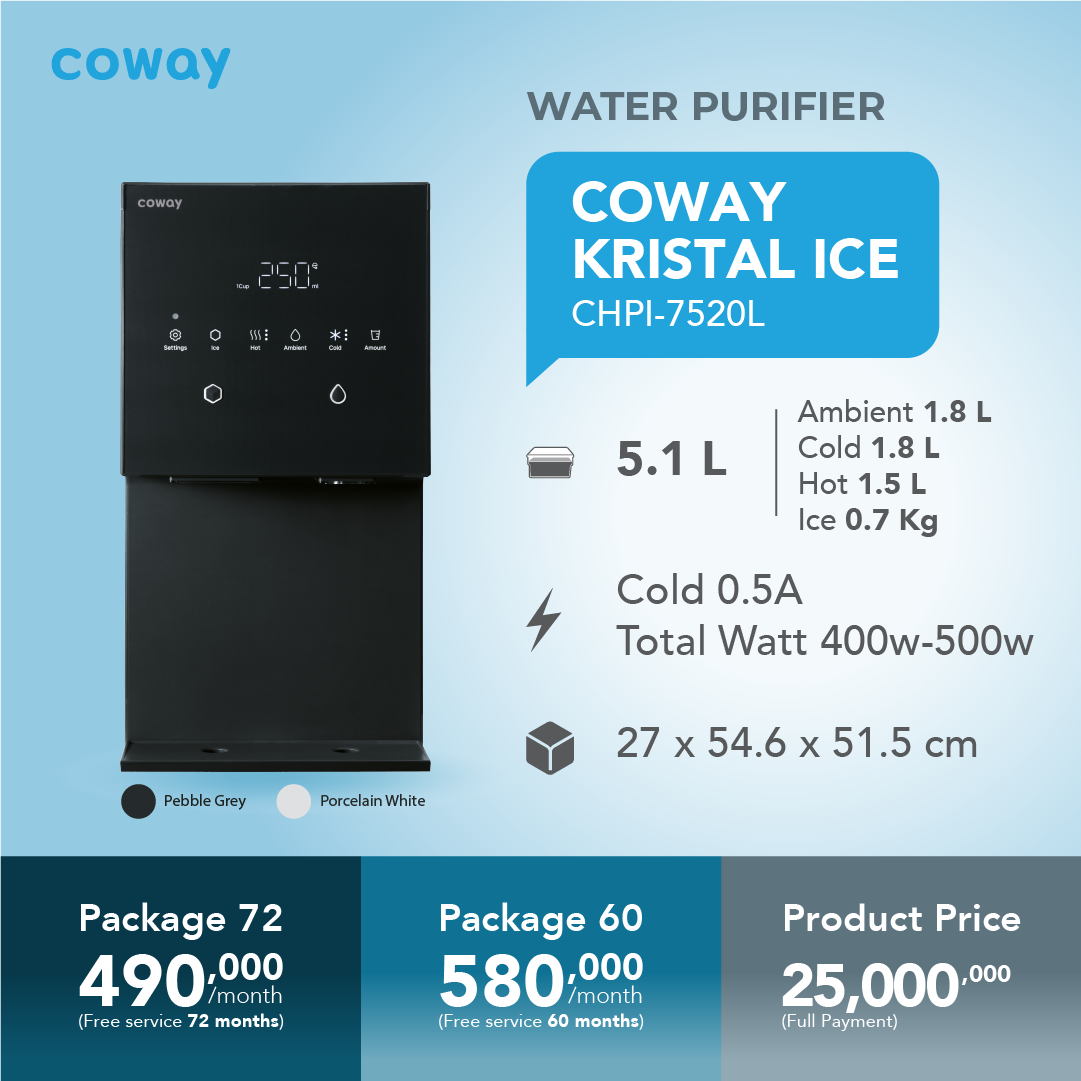 coway
WATER PURIFIER
COWAY
KRISTAL ICE
CHPI-7520L
coway
1Cup 250 ml
Settings Ice Hot Ambient Cold Amount
5.1 L
Ambient 1.8 L
Cold 1.8 L
Hot 1.5 L
Ice 0.7 Kg
Cold 0.5A
Total Watt 400w-500w
27 x 54.6 x 51.5 cm
Pebble Grey
Porcelain White
Package 72
490,000
/month
(Free service 72 months)
Package 60
580,000
/month
(Free service 60 months)
Product Price
25,000,000
(Full Payment)